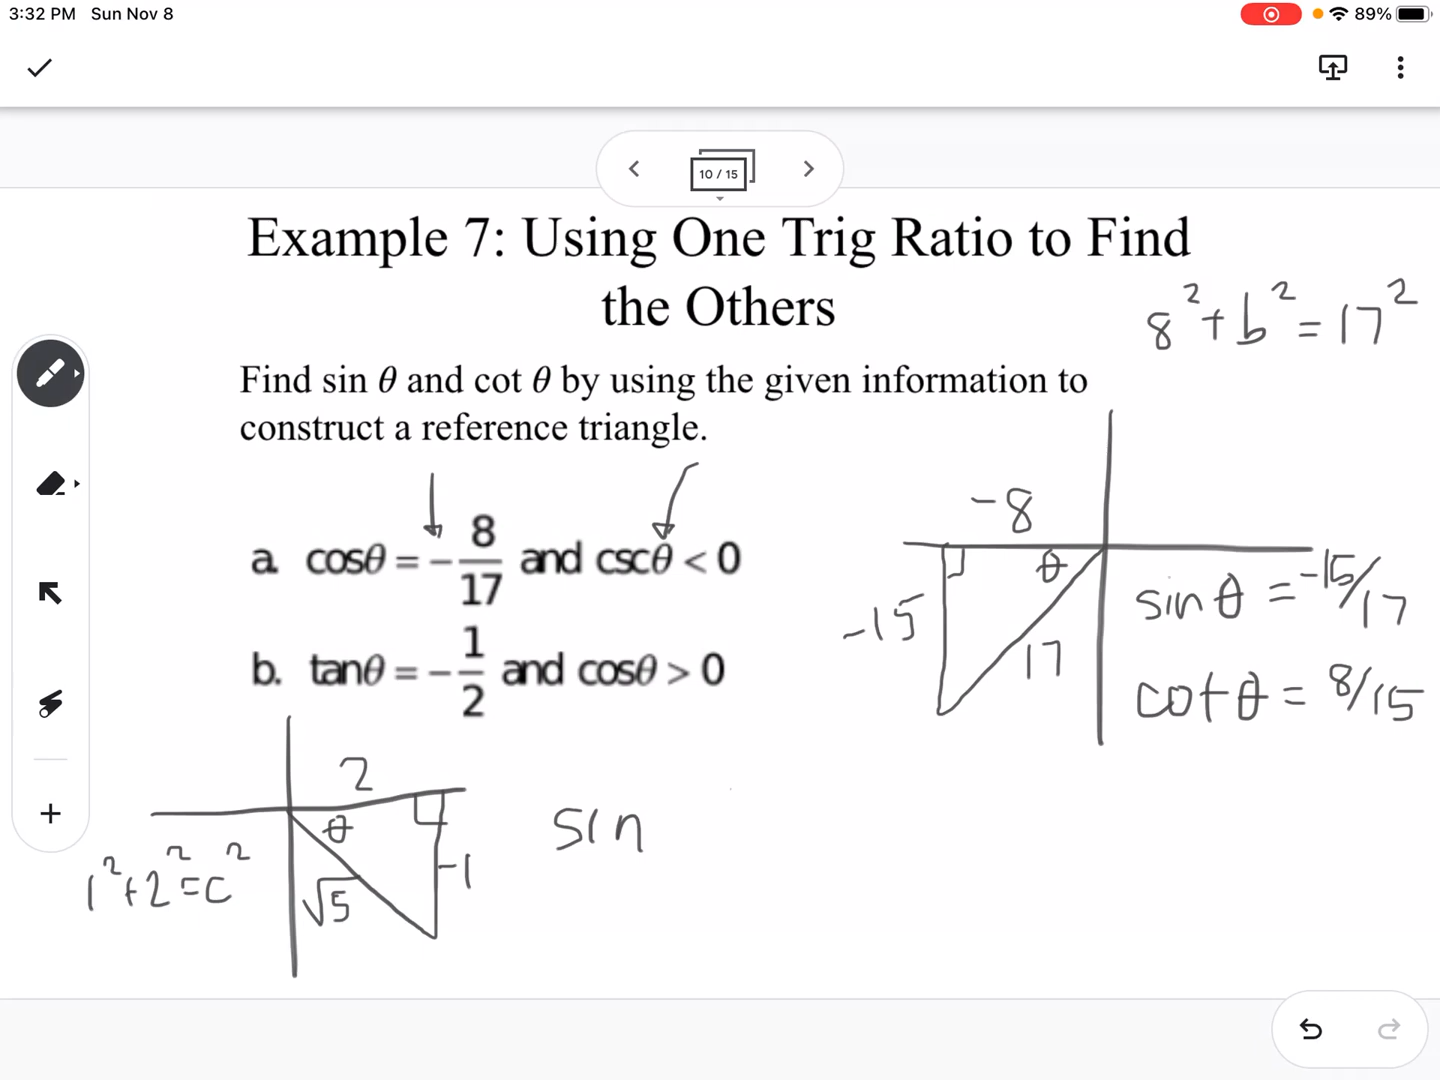 3:32 PM Sun Nov 8
89%
10 / 15
Example 7: Using One Trig Ratio to Find
the Others
8² + b² = 17²
Find sin θ and cot θ by using the given information to
construct a reference triangle.
a. cosθ = -8/17 and cscθ < 0
b. tanθ = -1/2 and cosθ > 0
-8
θ
-15
17
sin θ = -15/17
cot θ = 8/15
2
θ
-1
√5
1² + 2² = c²
sin